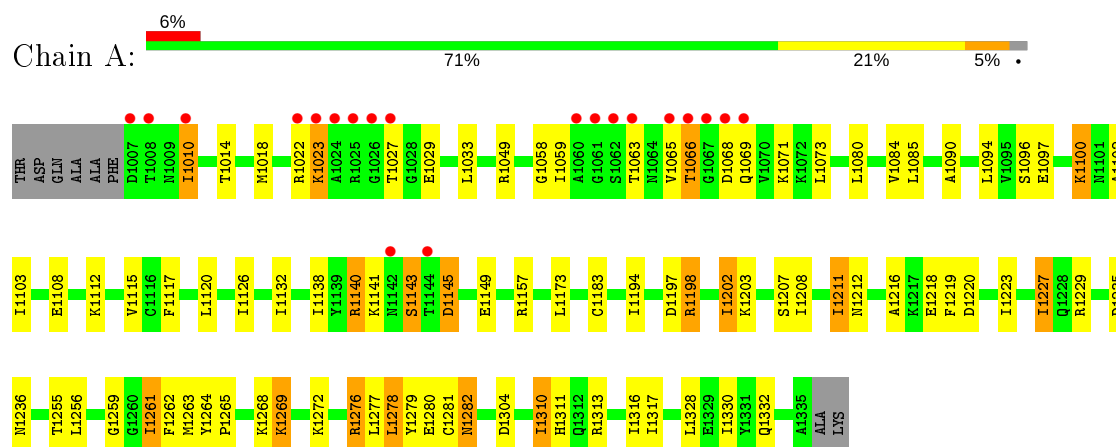 6%
Chain A:
71% 21% 5% •
THR ASP GLN ALA ALA PHE D1007 T1008 N1009 I1010 T1014 M1018 R1022 K1023 A1024 R1025 G1026 T1027 G1028 E1029 L1033 R1049 G1058 I1059 A1060 G1061 S1062 T1063 N1064 V1065 T1066 G1067 D1068 Q1069 V1070 K1071 K1072 L1073 L1080 V1084 L1085 A1090 L1094 V1095 S1096 E1097 K1100 N1101
I1103 E1108 K1112 V1115 C1116 F1117 L1120 I1126 I1132 I1138 Y1139 R1140 K1141 N1142 S1143 T1144 D1145 E1149 R1157 L1173 C1183 I1194 D1197 R1198 I1202 K1203 S1207 I1208 I1211 N1212 A1216 K1217 E1218 F1219 D1220 I1223 I1227 Q1228 R1229
N1236 T1255 L1256 G1259 G1260 I1261 F1262 M1263 Y1264 P1265 K1268 K1269 K1272 R1276 L1277 L1278 Y1279 E1280 C1281 N1282 D1304 I1310 H1311 Q1312 R1313 I1316 I1317 L1328 E1329 I1330 Y1331 Q1332 A1335 ALA LYS